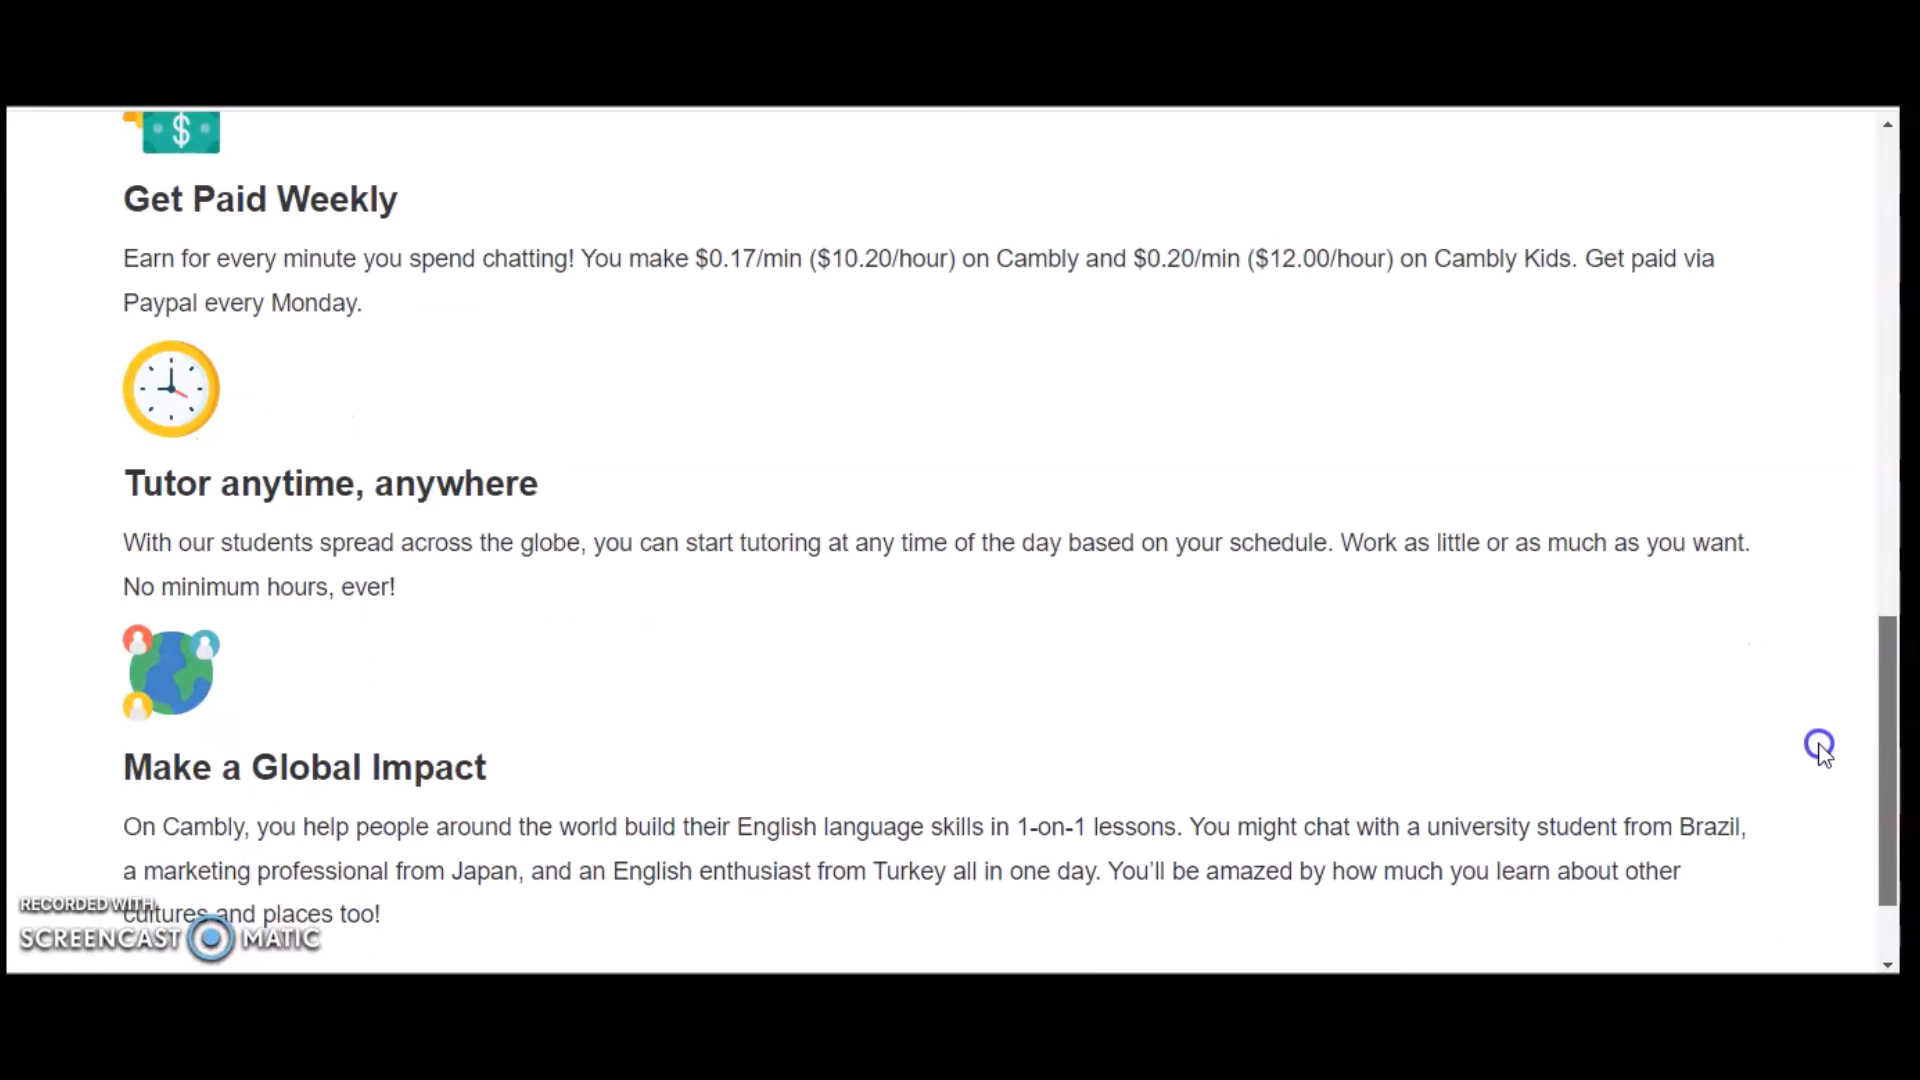 $
Get Paid Weekly
Earn for every minute you spend chatting! You make $0.17/min ($10.20/hour) on Cambly and $0.20/min ($12.00/hour) on Cambly Kids. Get paid via
Paypal every Monday.
Tutor anytime, anywhere
With our students spread across the globe, you can start tutoring at any time of the day based on your schedule. Work as little or as much as you want.
No minimum hours, ever!
Make a Global Impact
On Cambly, you help people around the world build their English language skills in 1-on-1 lessons. You might chat with a university student from Brazil,
a marketing professional from Japan, and an English enthusiast from Turkey all in one day. You’ll be amazed by how much you learn about other
cultures and places too!
RECORDED WITH
SCREENCAST MATIC